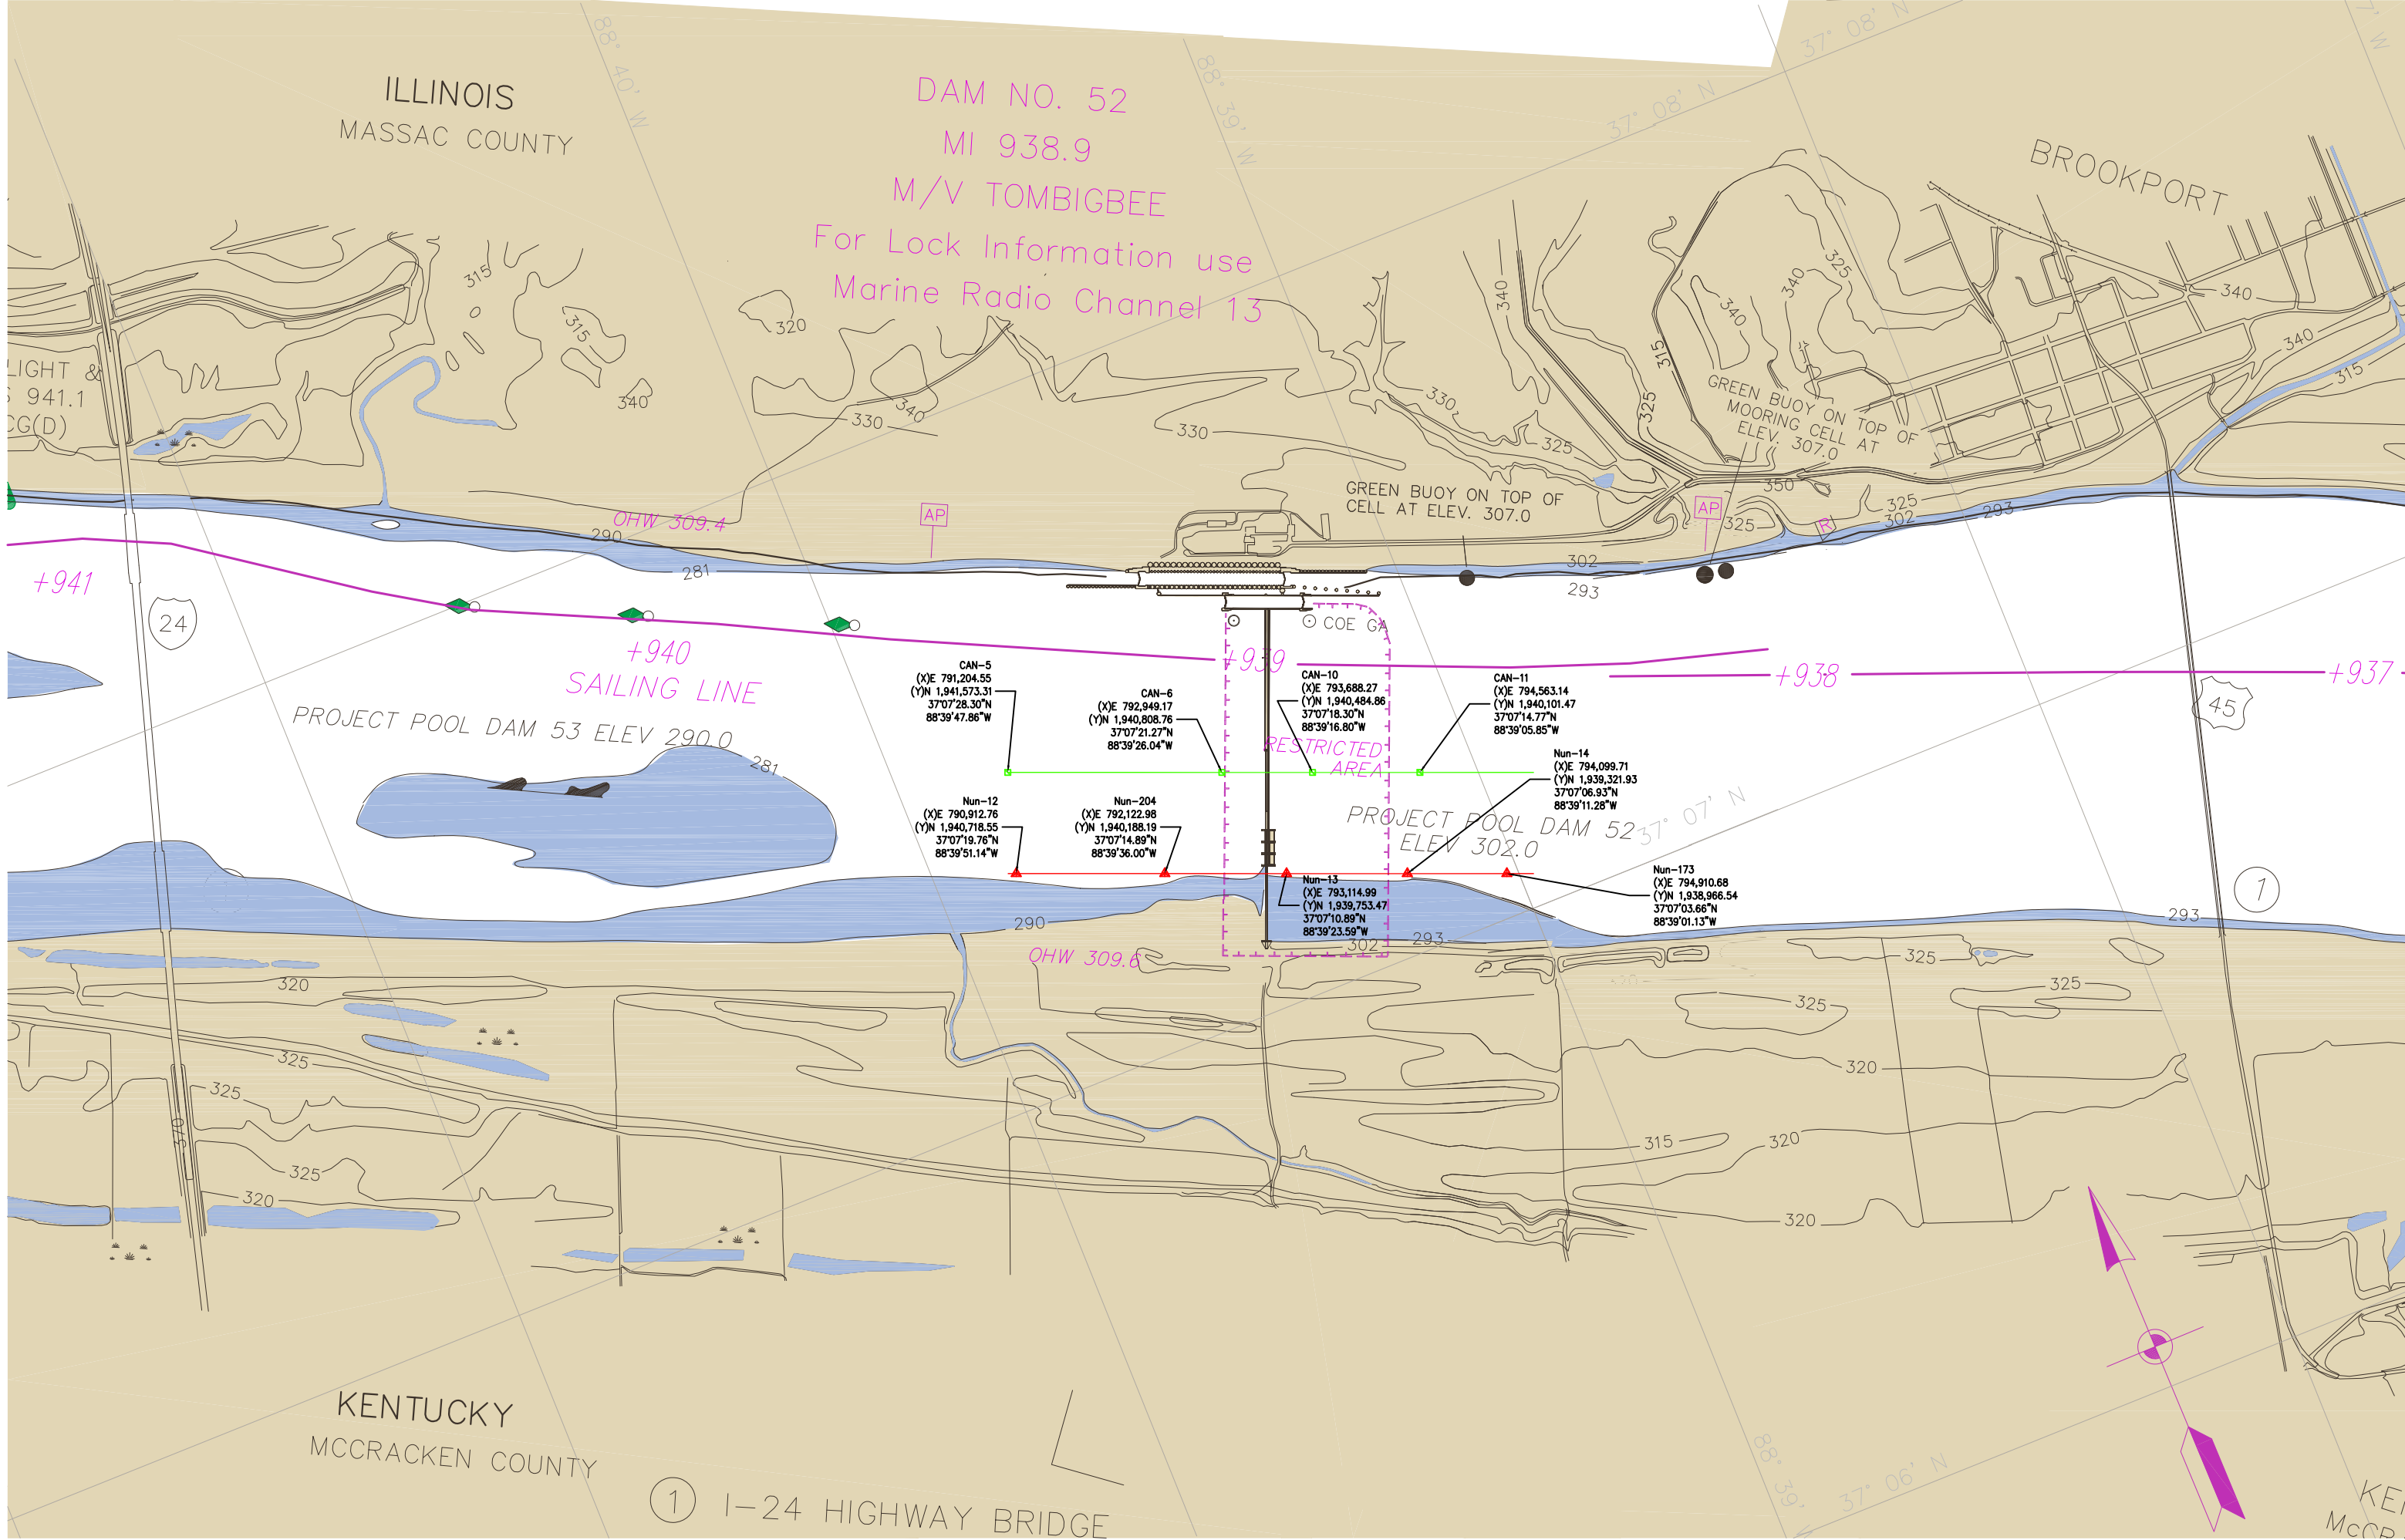 88° 40' W
88° 39' W
37° 08' N
37° 08' N
7' W
ILLINOIS
MASSAC COUNTY
DAM NO. 52
MI 938.9
M/V TOMBIGBEE
For Lock Information use
Marine Radio Channel 13
BROOKPORT
315
315
320
340
330
340
330
330
325
340
315
325
340
340
325
340
340
315
LIGHT &
941.1
CG(D)
GREEN BUOY ON TOP OF
MOORING CELL AT
ELEV. 307.0
GREEN BUOY ON TOP OF
CELL AT ELEV. 307.0
350
325
325
302
293
AP
AP
R
OHW 309.4
290
281
302
293
+941
24
+940
SAILING LINE
+939
COE GA
+938
+937
45
PROJECT POOL DAM 53 ELEV 290.0
281
CAN-5
(X)E 791,204.55
(Y)N 1,941,573.31
37°07'28.30"N
88°39'47.86"W
CAN-6
(X)E 792,949.17
(Y)N 1,940,808.76
37°07'21.27"N
88°39'26.04"W
CAN-10
(X)E 793,688.27
(Y)N 1,940,484.86
37°07'18.30"N
88°39'16.80"W
CAN-11
(X)E 794,563.14
(Y)N 1,940,101.47
37°07'14.77"N
88°39'05.85"W
RESTRICTED
AREA
Nun-14
(X)E 794,099.71
(Y)N 1,939,321.93
37°07'06.93"N
88°39'11.28"W
Nun-12
(X)E 790,912.76
(Y)N 1,940,718.55
37°07'19.76"N
88°39'51.14"W
Nun-204
(X)E 792,122.98
(Y)N 1,940,188.19
37°07'14.89"N
88°39'36.00"W
PROJECT POOL DAM 52
ELEV 302.0
37° 07' N
Nun-13
(X)E 793,114.99
(Y)N 1,939,753.47
37°07'10.89"N
88°39'23.59"W
Nun-173
(X)E 794,910.68
(Y)N 1,938,966.54
37°07'03.66"N
88°39'01.13"W
1
290
293
302
293
OHW 309.6
320
325
325
325
320
325
325
325
320
315
320
320
320
370
KENTUCKY
MCCRACKEN COUNTY
1 I-24 HIGHWAY BRIDGE
88° 39' W
37° 06' N
KE
McCR